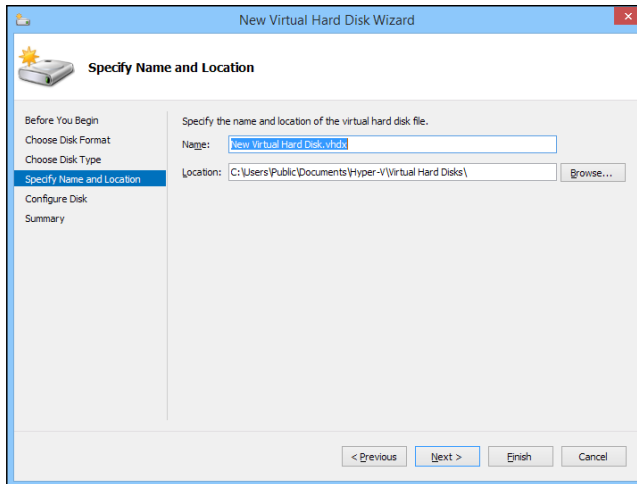 New Virtual Hard Disk Wizard
Specify Name and Location
Before You Begin
Choose Disk Format
Choose Disk Type
Specify Name and Location
Configure Disk
Summary
Specify the name and location of the virtual hard disk file.
Name: New Virtual Hard Disk.vhdx
Location: C:\Users\Public\Documents\Hyper-V\Virtual Hard Disks\ Browse...
< Previous Next > Finish Cancel